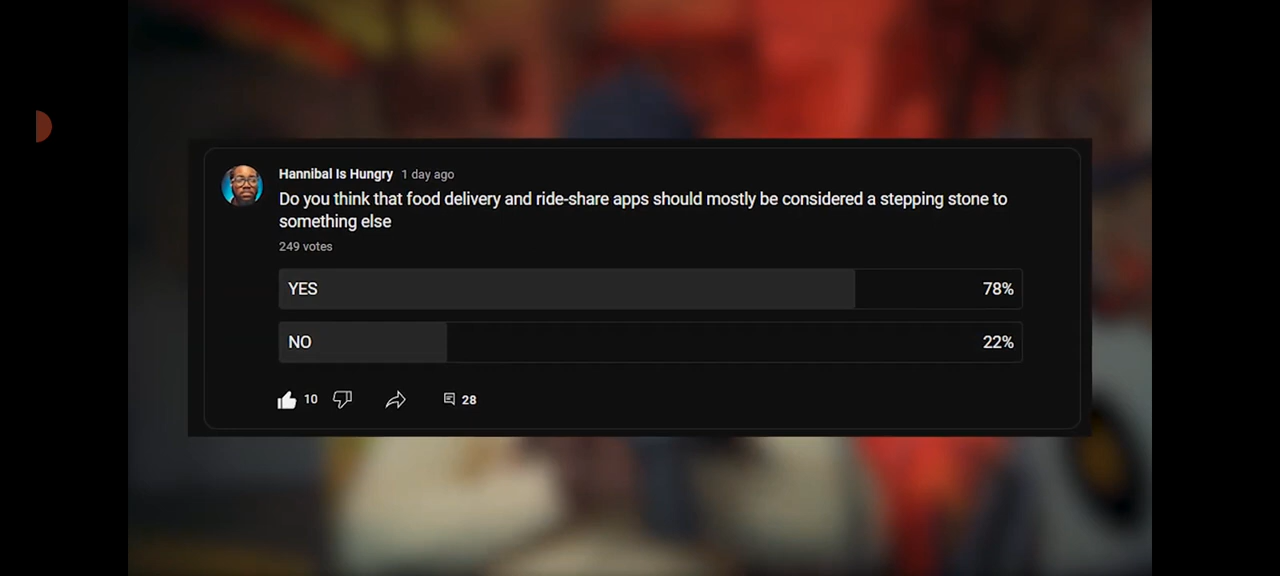 Hannibal Is Hungry 1 day ago
Do you think that food delivery and ride-share apps should mostly be considered a stepping stone to
something else
249 votes
YES 78%
NO 22%
10 28